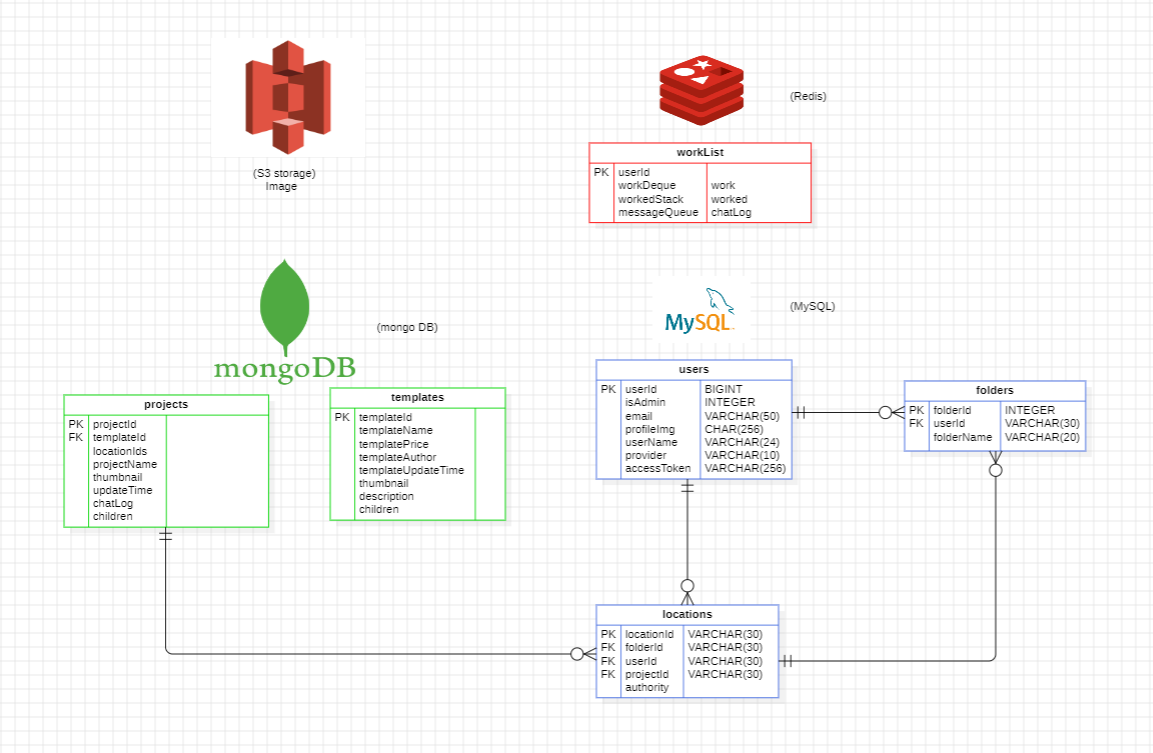 (S3 storage)
Image
(Redis)
workList
PK userId
workDeque work
workedStack worked
messageQueue chatLog
mongoDB
(mongo DB)
MySQL
(MySQL)
projects
PK projectId
FK templateId
locationIds
projectName
thumbnail
updateTime
chatLog
children
templates
PK templateId
templateName
templatePrice
templateAuthor
templateUpdateTime
thumbnail
description
children
users
PK userId BIGINT
isAdmin INTEGER
email VARCHAR(50)
profileImg CHAR(256)
userName VARCHAR(24)
provider VARCHAR(10)
accessToken VARCHAR(256)
folders
PK folderId INTEGER
FK userId VARCHAR(30)
folderName VARCHAR(20)
locations
PK locationId VARCHAR(30)
FK folderId VARCHAR(30)
FK userId VARCHAR(30)
FK projectId VARCHAR(30)
authority